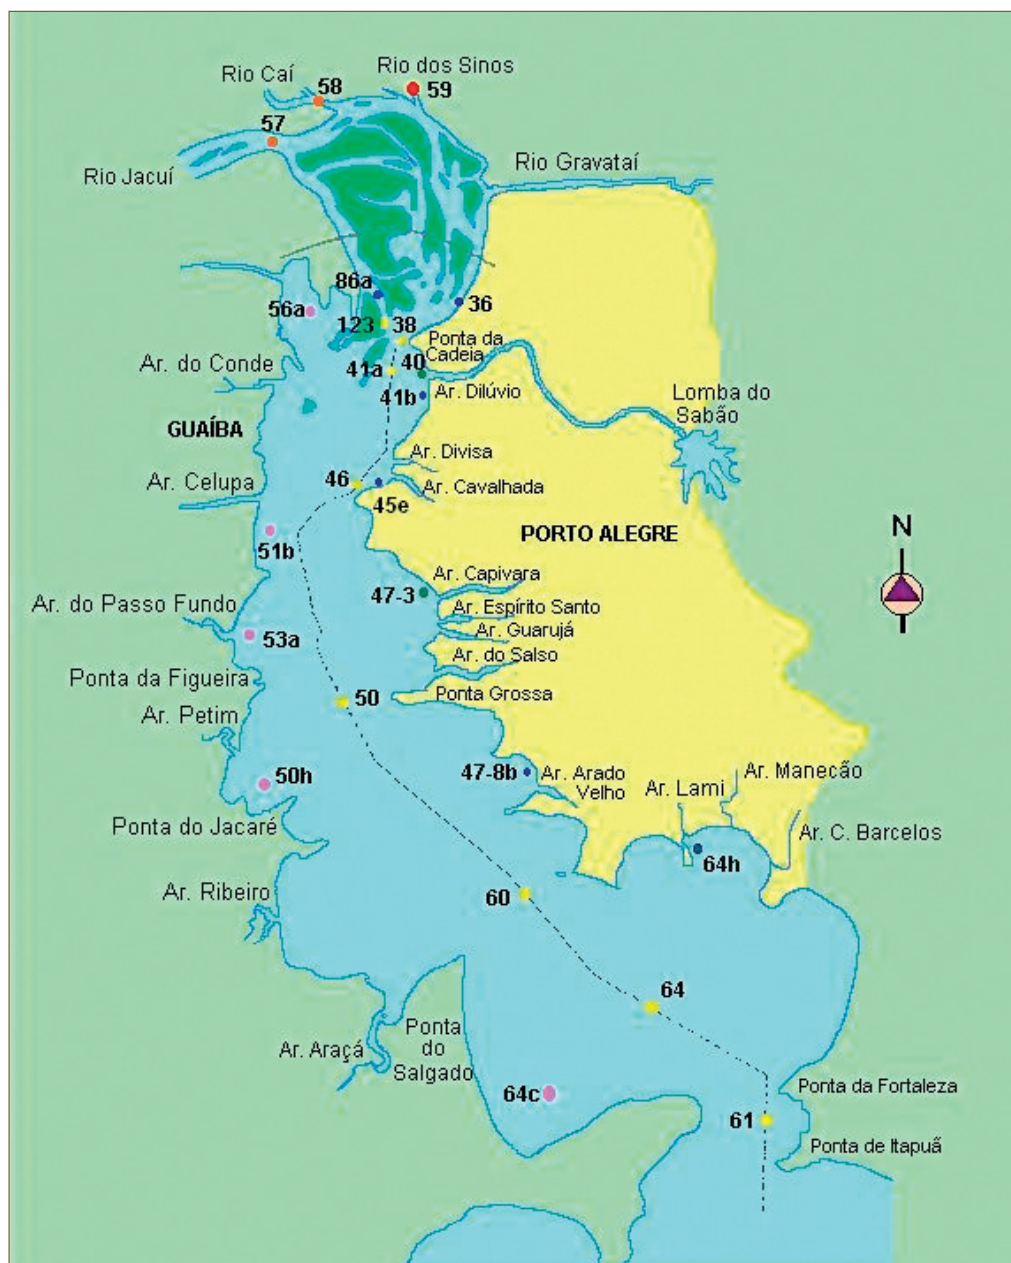 Rio dos Sinos
Rio Caí
58
59
57
Rio Gravataí
Rio Jacuí
86a
56a
36
123
38
Ponta da
Cadeia
Ar. do Conde
41a
40
41b
Ar. Dilúvio
Lomba do
Sabão
GUAÍBA
Ar. Divisa
Ar. Celupa
46
Ar. Cavalhada
45e
N
PORTO ALEGRE
51b
Ar. Capivara
47-3
Ar. do Passo Fundo
Ar. Espírito Santo
Ar. Guarujá
53a
Ar. do Salso
Ponta da Figueira
50
Ponta Grossa
Ar. Petim
50h
47-8b
Ar. Arado
Velho
Ar. Lami
Ar. Manecão
Ponta do Jacaré
Ar. C. Barcelos
64h
Ar. Ribeiro
60
64
Ponta
do
Salgado
Ar. Araçá
64c
Ponta da Fortaleza
61
Ponta de Itapuã